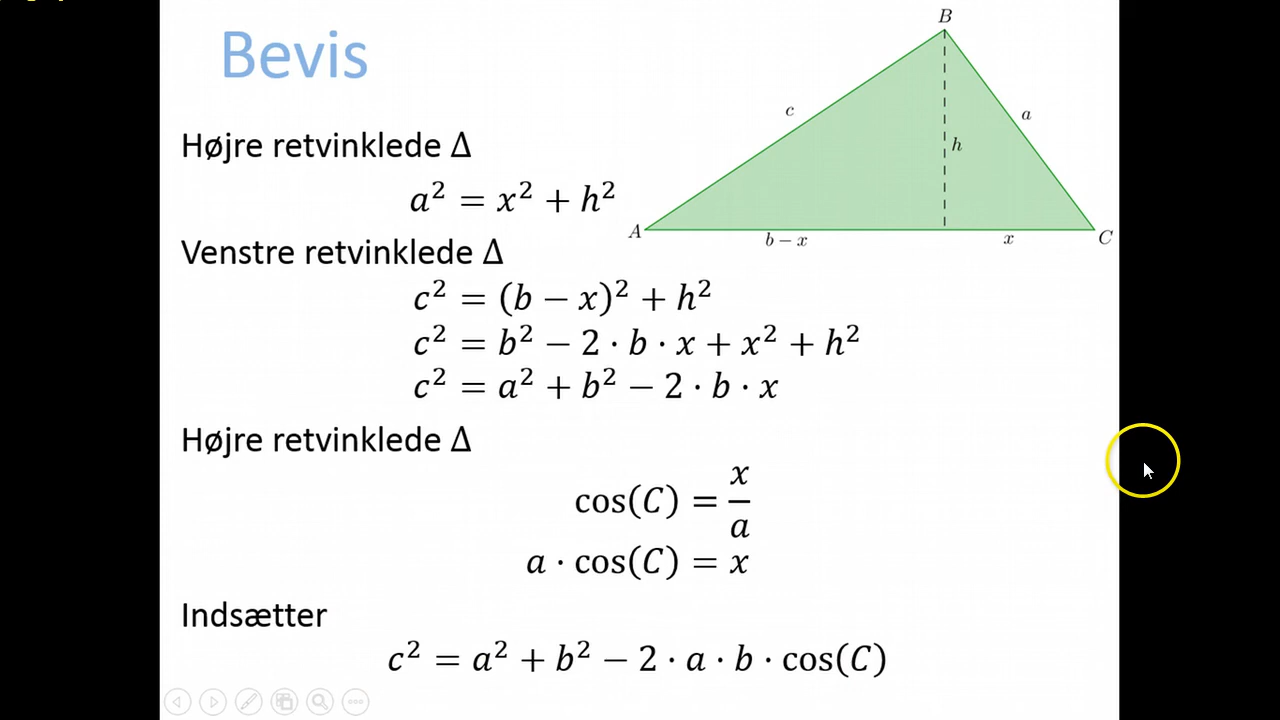 Bevis
B
c
a
h
A
b − x
x
C
Højre retvinklede Δ
a² = x² + h²
Venstre retvinklede Δ
c² = (b − x)² + h²
c² = b² − 2 · b · x + x² + h²
c² = a² + b² − 2 · b · x
Højre retvinklede Δ
cos(C) = x/a
a · cos(C) = x
Indsætter
c² = a² + b² − 2 · a · b · cos(C)